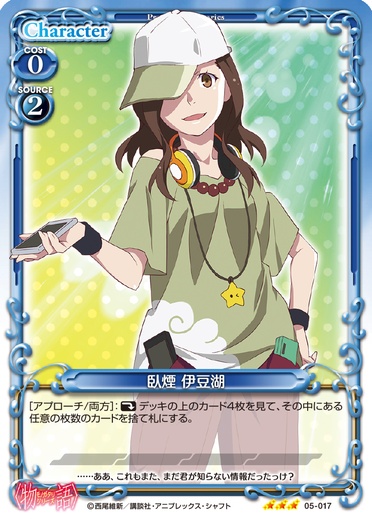 Character
COST
0
SOURCE
2
臥煙 伊豆湖
[アプローチ/両方]： デッキの上のカード4枚を見て、その中にある
任意の枚数のカードを捨て札にする。
……ああ、これもまた、まだ君が知らない情報だったっけ？
物語
©西尾維新／講談社・アニプレックス・シャフト
05-017